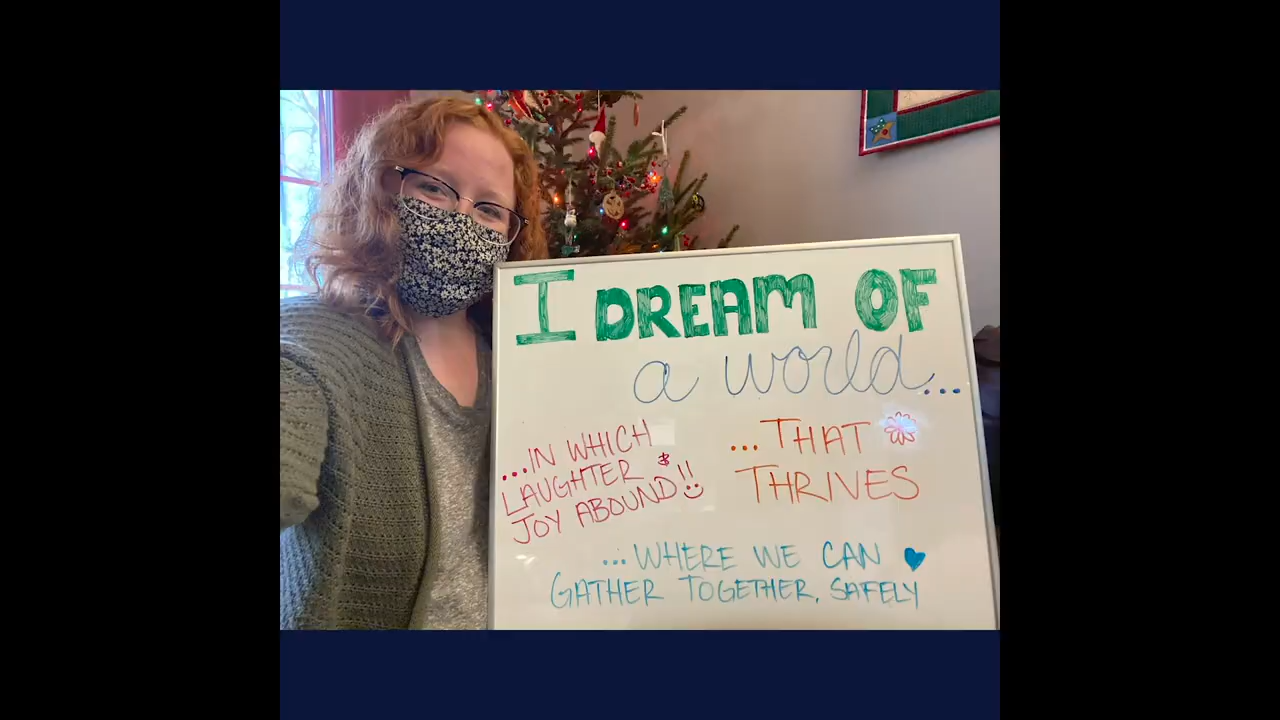 I DREAM OF
a world...
...IN WHICH
LAUGHTER &
JOY ABOUND!!
...THAT
THRIVES
...WHERE WE CAN
GATHER TOGETHER, SAFELY